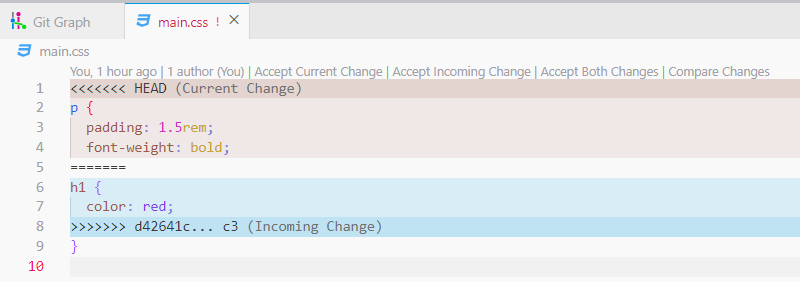 Git Graph main.css ! ×
main.css
You, 1 hour ago | 1 author (You) | Accept Current Change | Accept Incoming Change | Accept Both Changes | Compare Changes
1 <<<<<<< HEAD (Current Change)
2 p {
3   padding: 1.5rem;
4   font-weight: bold;
5 =======
6 h1 {
7   color: red;
8 >>>>>>> d42641c... c3 (Incoming Change)
9 }
10